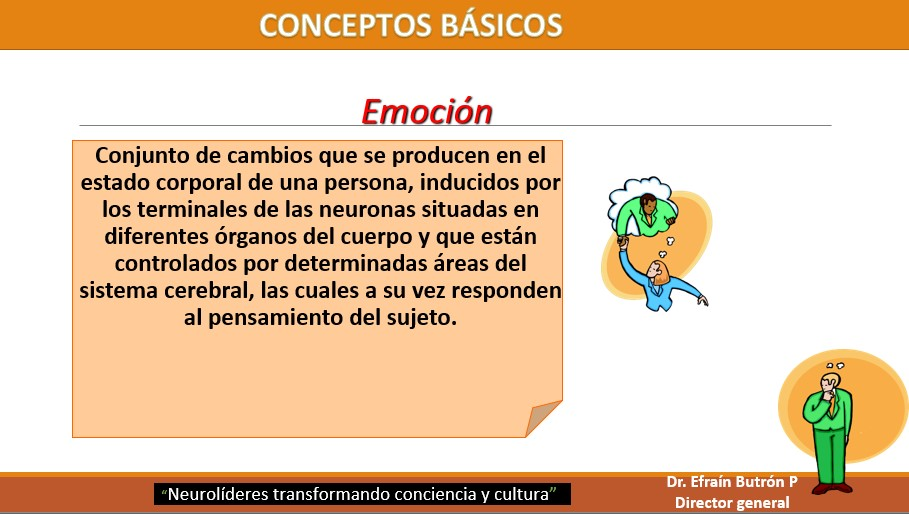 CONCEPTOS BÁSICOS
Emoción
Conjunto de cambios que se producen en el
estado corporal de una persona, inducidos por
los terminales de las neuronas situadas en
diferentes órganos del cuerpo y que están
controlados por determinadas áreas del
sistema cerebral, las cuales a su vez responden
al pensamiento del sujeto.
“Neurolíderes transformando conciencia y cultura”
Dr. Efraín Butrón P
Director general